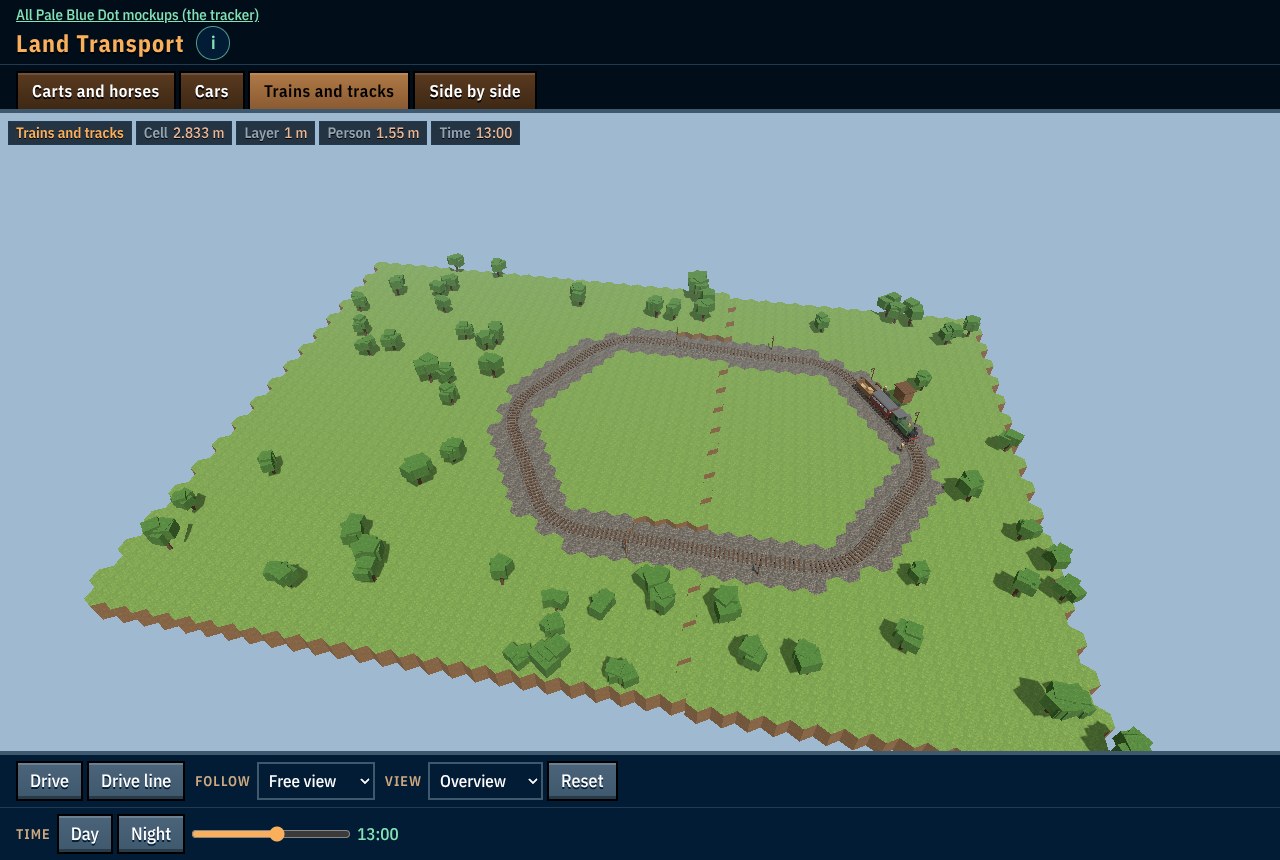 All Pale Blue Dot mockups (the tracker)
Land Transport i
Carts and horses Cars Trains and tracks Side by side
Trains and tracks Cell 2.833 m Layer 1 m Person 1.55 m Time 13:00
Drive Drive line FOLLOW Free view VIEW Overview Reset
TIME Day Night 13:00